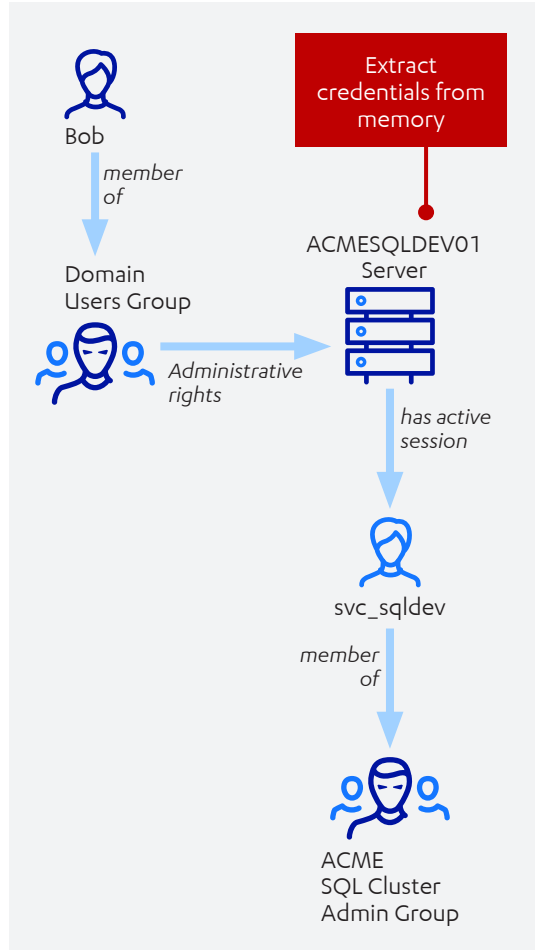 Bob
member
of
Domain
Users Group
Administrative
rights
Extract
credentials from
memory
ACMESQLDEV01
Server
has active
session
svc_sqldev
member
of
ACME
SQL Cluster
Admin Group